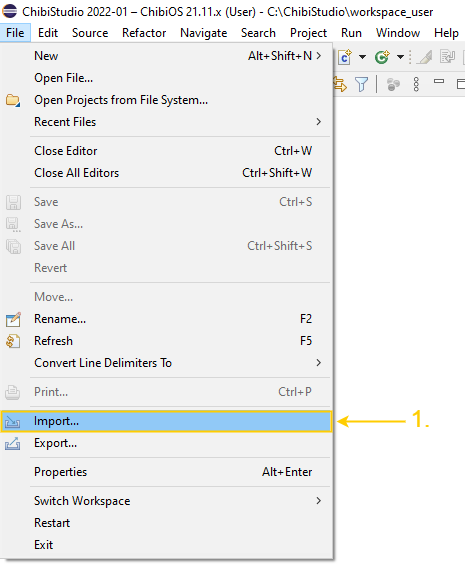 ChibiStudio 2022-01 – ChibiOS 21.11.x (User) - C:\ChibiStudio\workspace_user
File Edit Source Refactor Navigate Search Project Run Window Help
New Alt+Shift+N >
Open File...
Open Projects from File System...
Recent Files >
Close Editor Ctrl+W
Close All Editors Ctrl+Shift+W
Save Ctrl+S
Save As...
Save All Ctrl+Shift+S
Revert
Move...
Rename... F2
Refresh F5
Convert Line Delimiters To >
Print... Ctrl+P
Import... 1.
Export...
Properties Alt+Enter
Switch Workspace >
Restart
Exit